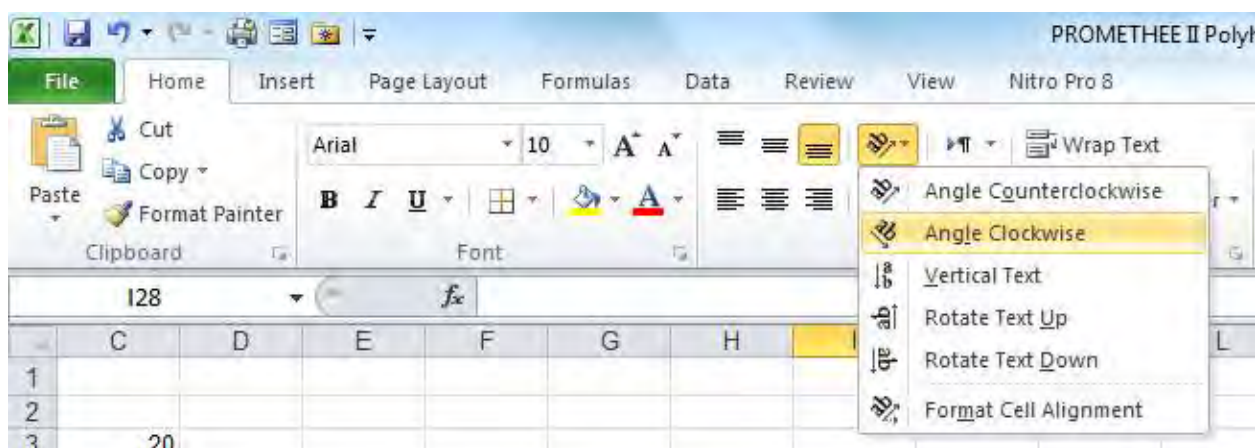 PROMETHEE II
File Home Insert Page Layout Formulas Data Review View Nitro Pro 8
Cut
Copy
Paste
Format Painter
Clipboard
Arial 10 A A
B I U A
Font
Wrap Text
Angle Counterclockwise
Angle Clockwise
Vertical Text
Rotate Text Up
Rotate Text Down
Format Cell Alignment
I28 fx
C D E F G H I L
1
2
3 20